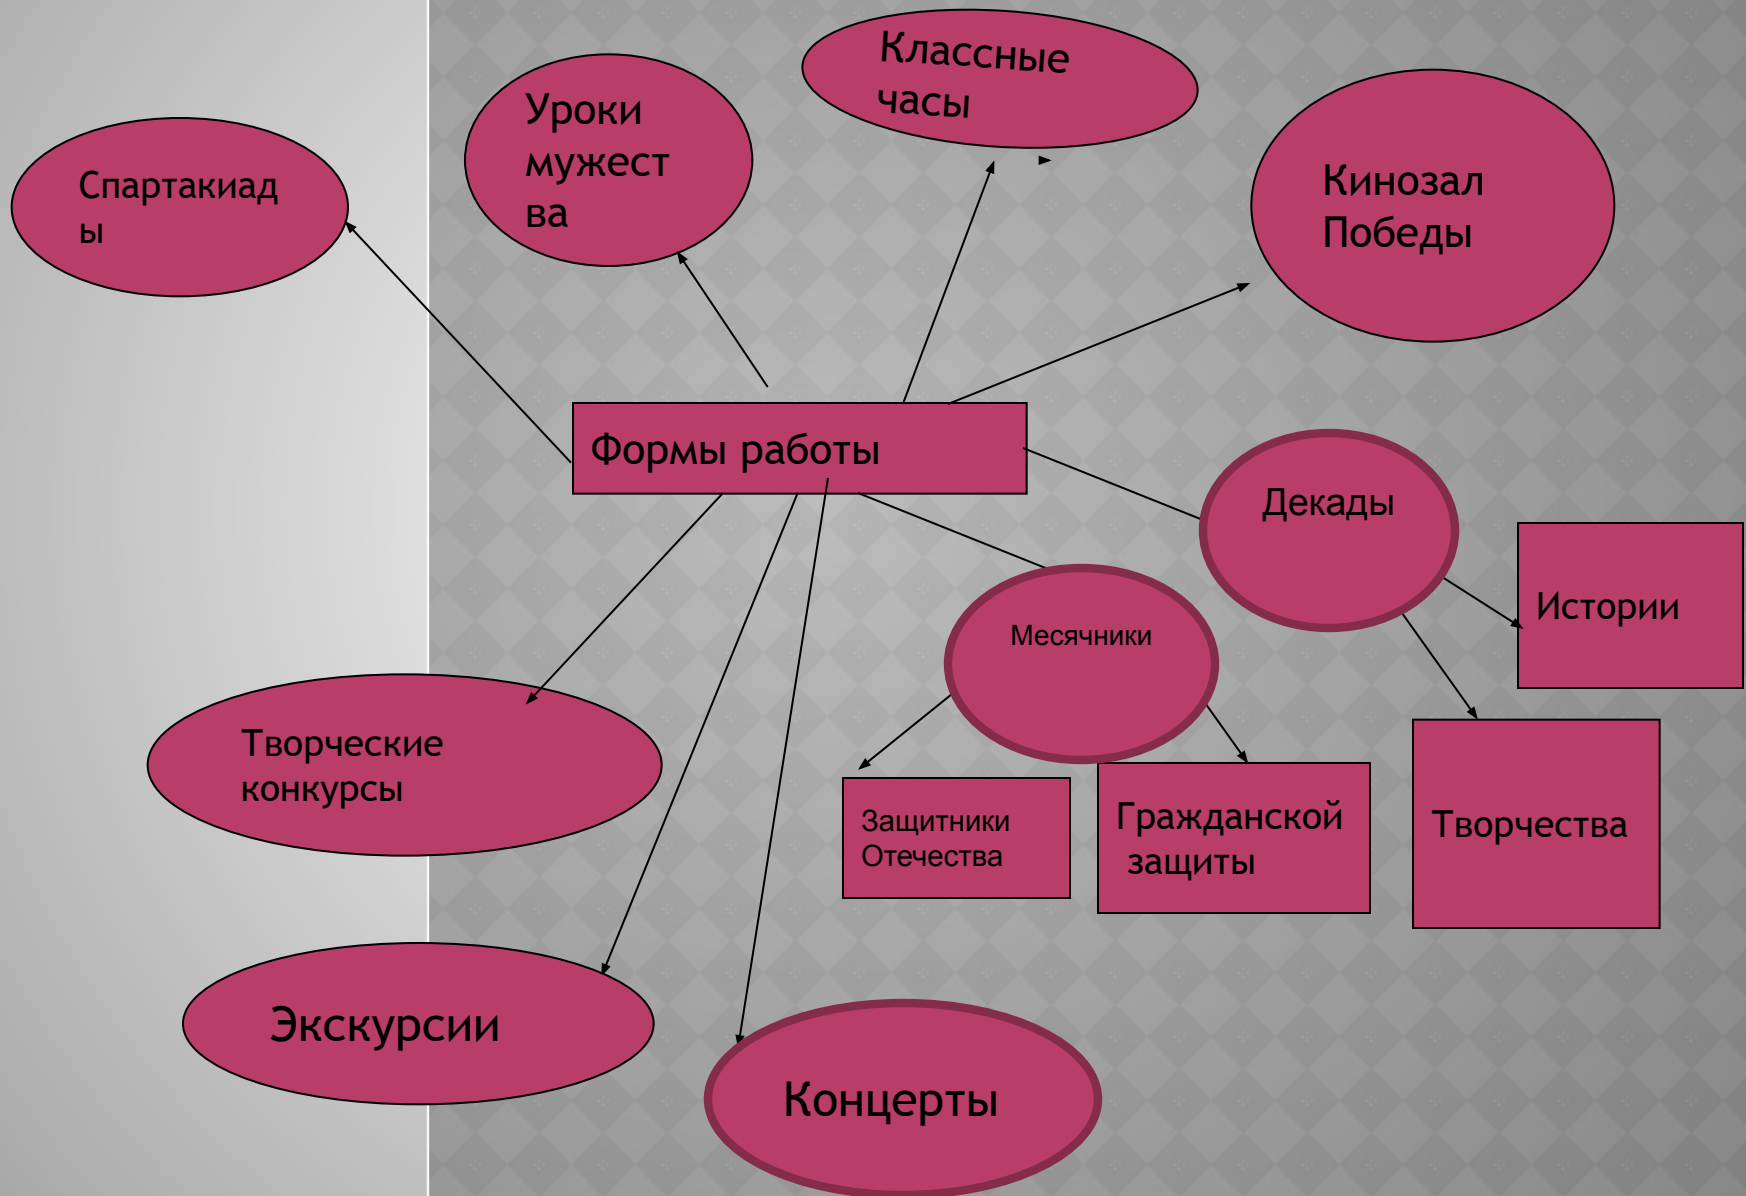 Классные
часы
Уроки
мужест
ва
Спартакиад
ы
Кинозал
Победы
Формы работы
Декады
Истории
Месячники
Творческие
конкурсы
Защитники
Отечества
Гражданской
защиты
Творчества
Экскурсии
Концерты